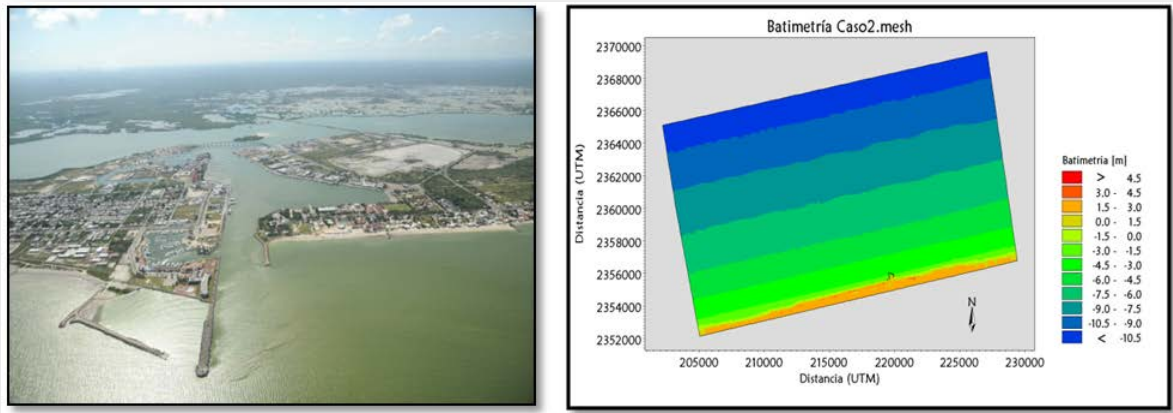 Batimetría Caso2.mesh
2370000
2368000
2366000
2364000
2362000
2360000
2358000
2356000
2354000
2352000
Distancia (UTM)
205000 210000 215000 220000 225000 230000
Distancia (UTM)
N
Batimetría [m]
> 4.5
3.0 - 4.5
1.5 - 3.0
0.0 - 1.5
-1.5 - 0.0
-3.0 - -1.5
-4.5 - -3.0
-6.0 - -4.5
-7.5 - -6.0
-9.0 - -7.5
-10.5 - -9.0
< -10.5